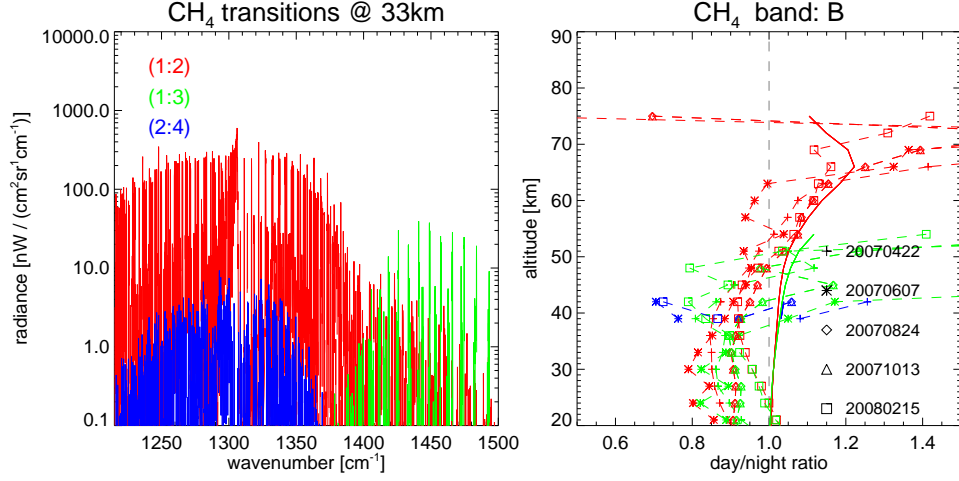 CH4 transitions @ 33km
10000.0
1000.0
100.0
10.0
1.0
0.1
radiance [nW / (cm2sr1cm-1)]
(1:2)
(1:3)
(2:4)
1250 1300 1350 1400 1450 1500
wavenumber [cm-1]
CH4 band: B
90
80
70
60
50
40
30
20
altitude [km]
20070422
20070607
20070824
20071013
20080215
0.6 0.8 1.0 1.2 1.4
day/night ratio